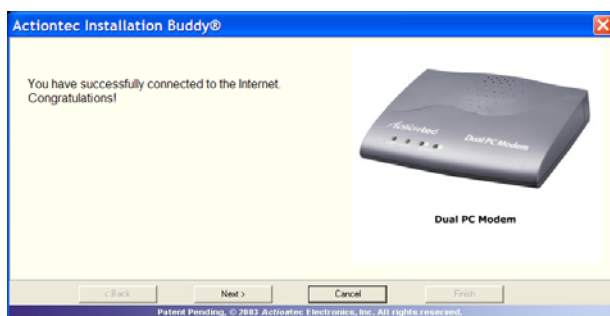 Actiontec Installation Buddy®
You have successfully connected to the Internet.
Congratulations!
Actiontec
Dual PC Modem
Dual PC Modem
< Back
Next >
Cancel
Finish
Patent Pending, © 2003 Actiontec Electronics, Inc. All rights reserved.